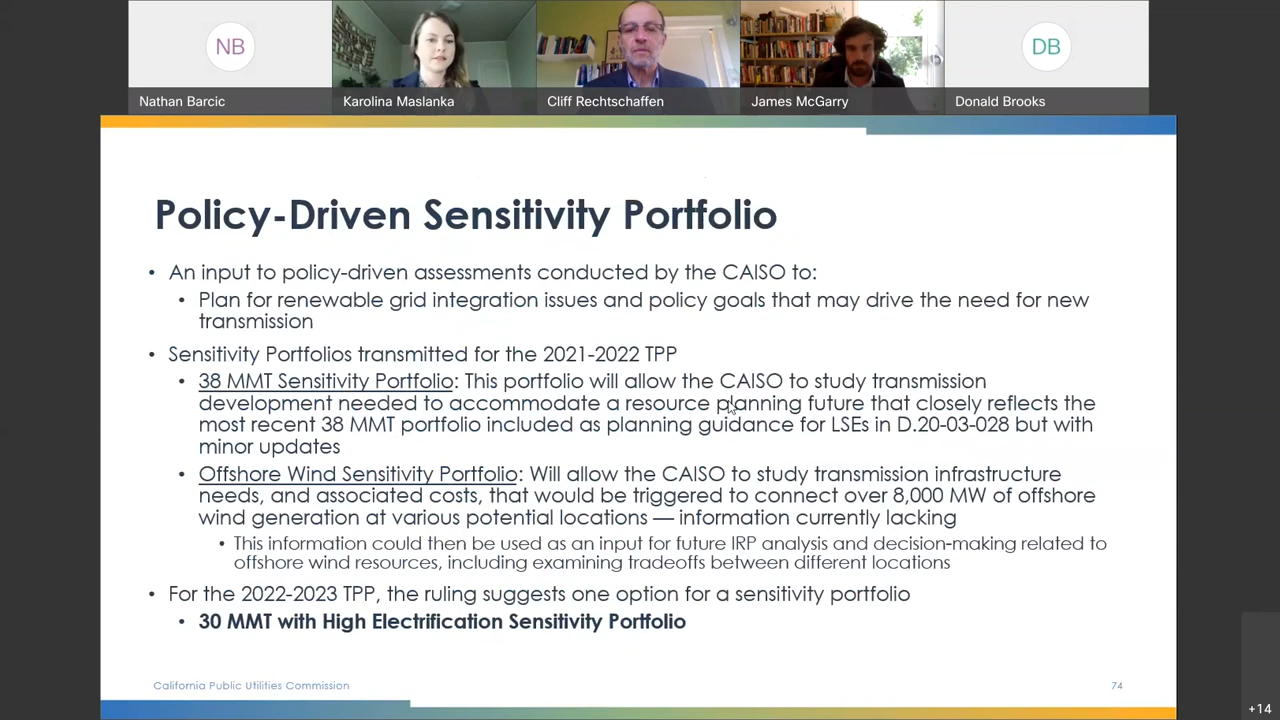 NB
DB
Nathan Barcic
Karolina Maslanka
Cliff Rechtschaffen
James McGarry
Donald Brooks
Policy-Driven Sensitivity Portfolio
• An input to policy-driven assessments conducted by the CAISO to:
• Plan for renewable grid integration issues and policy goals that may drive the need for new
transmission
• Sensitivity Portfolios transmitted for the 2021-2022 TPP
• 38 MMT Sensitivity Portfolio: This portfolio will allow the CAISO to study transmission
development needed to accommodate a resource planning future that closely reflects the
most recent 38 MMT portfolio included as planning guidance for LSEs in D.20-03-028 but with
minor updates
• Offshore Wind Sensitivity Portfolio: Will allow the CAISO to study transmission infrastructure
needs, and associated costs, that would be triggered to connect over 8,000 MW of offshore
wind generation at various potential locations — information currently lacking
• This information could then be used as an input for future IRP analysis and decision-making related to
offshore wind resources, including examining tradeoffs between different locations
• For the 2022-2023 TPP, the ruling suggests one option for a sensitivity portfolio
• 30 MMT with High Electrification Sensitivity Portfolio
California Public Utilities Commission
74
+14